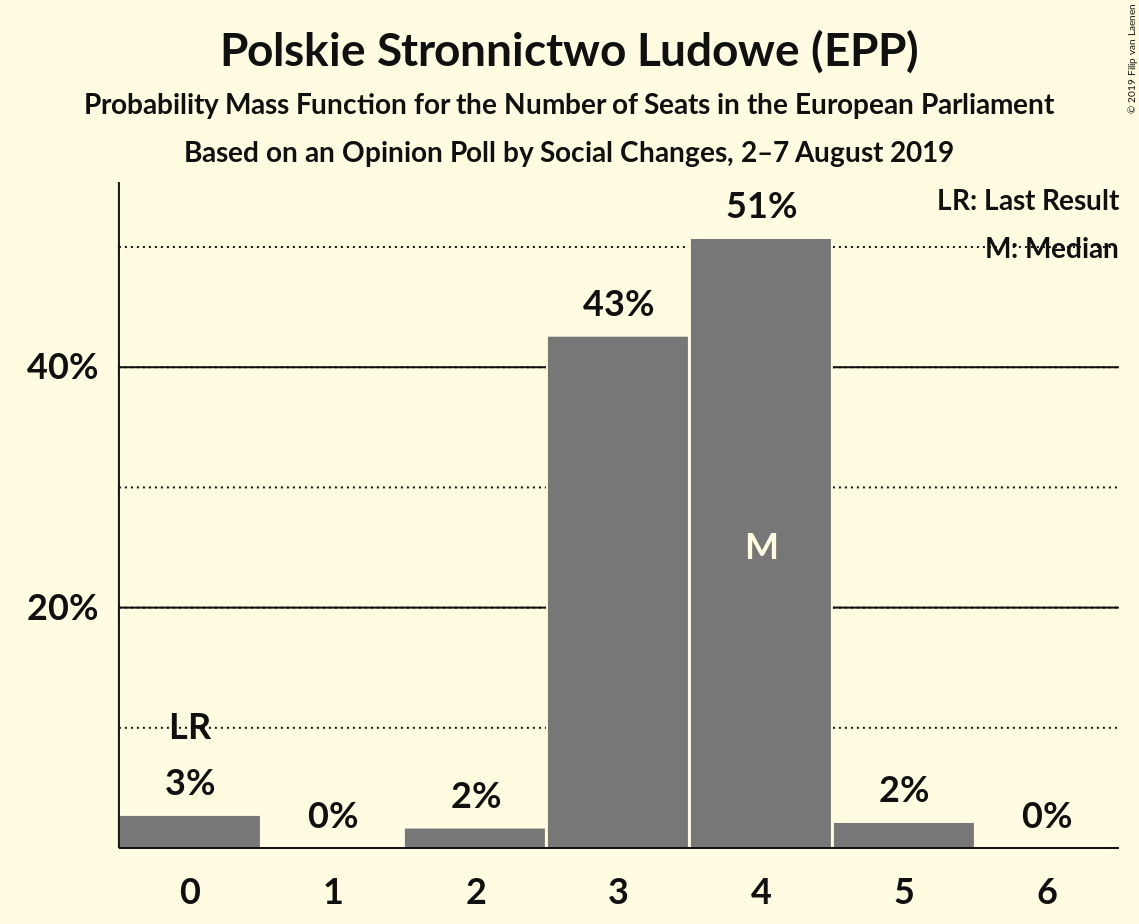 Polskie Stronnictwo Ludowe (EPP)
Probability Mass Function for the Number of Seats in the European Parliament
Based on an Opinion Poll by Social Changes, 2–7 August 2019
© 2019 Filip van Laenen
LR: Last Result
M: Median
51%
43%
40%
M
20%
LR
3%
0%
2%
2%
0%
0 1 2 3 4 5 6